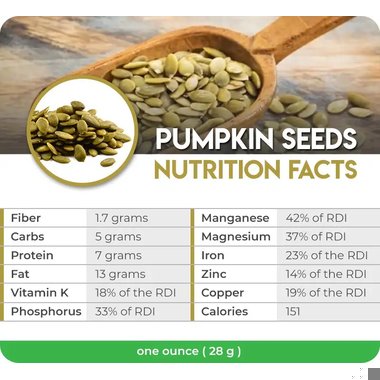 PUMPKIN SEEDS
NUTRITION FACTS
Fiber 1.7 grams
Carbs 5 grams
Protein 7 grams
Fat 13 grams
Vitamin K 18% of the RDI
Phosphorus 33% of RDI
Manganese 42% of RDI
Magnesium 37% of RDI
Iron 23% of the RDI
Zinc 14% of the RDI
Copper 19% of the RDI
Calories 151
one ounce ( 28 g )